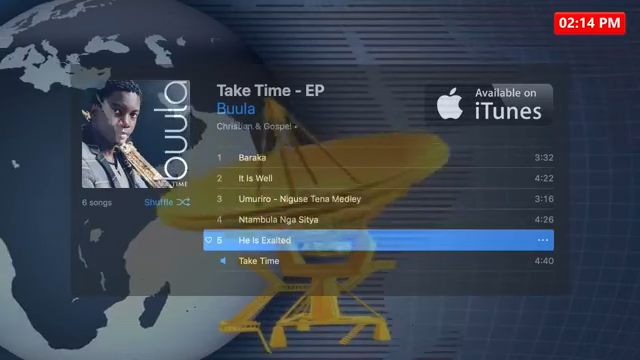 02:14 PM
Take Time - EP
Buula
Christian & Gospel
Available on
iTunes
buula
TAKE TIME
1 Baraka 3:32
2 It Is Well 4:22
3 Umuriro - Niguse Tena Medley 3:16
4 Ntambula Nga Sitya 4:26
5 He Is Exalted ...
Take Time 4:40
6 songs
Shuffle